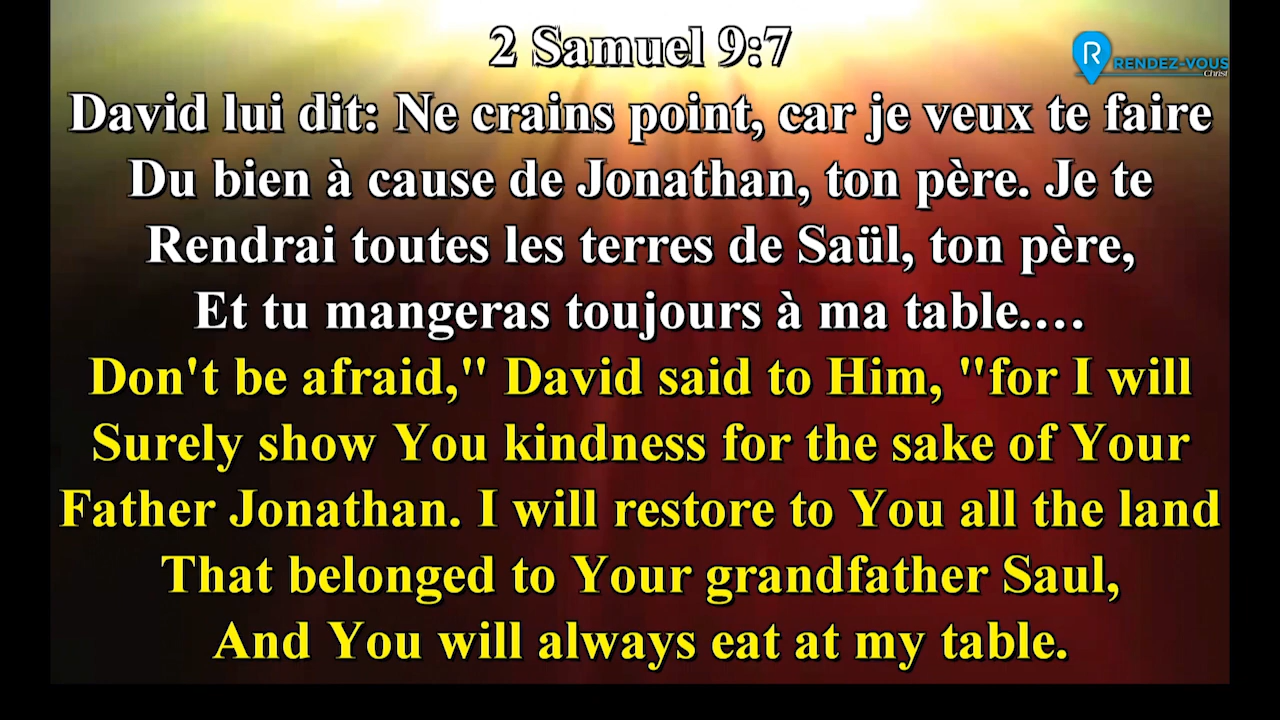 2 Samuel 9:7
RENDEZ-VOUS
Christ
David lui dit: Ne crains point, car je veux te faire
Du bien à cause de Jonathan, ton père. Je te
Rendrai toutes les terres de Saül, ton père,
Et tu mangeras toujours à ma table.…
Don't be afraid," David said to Him, "for I will
Surely show You kindness for the sake of Your
Father Jonathan. I will restore to You all the land
That belonged to Your grandfather Saul,
And You will always eat at my table.